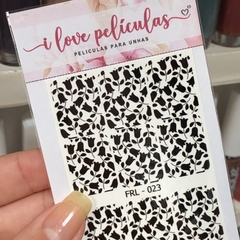 i love películas
PELÍCULAS PARA UNHAS
FRL - 023